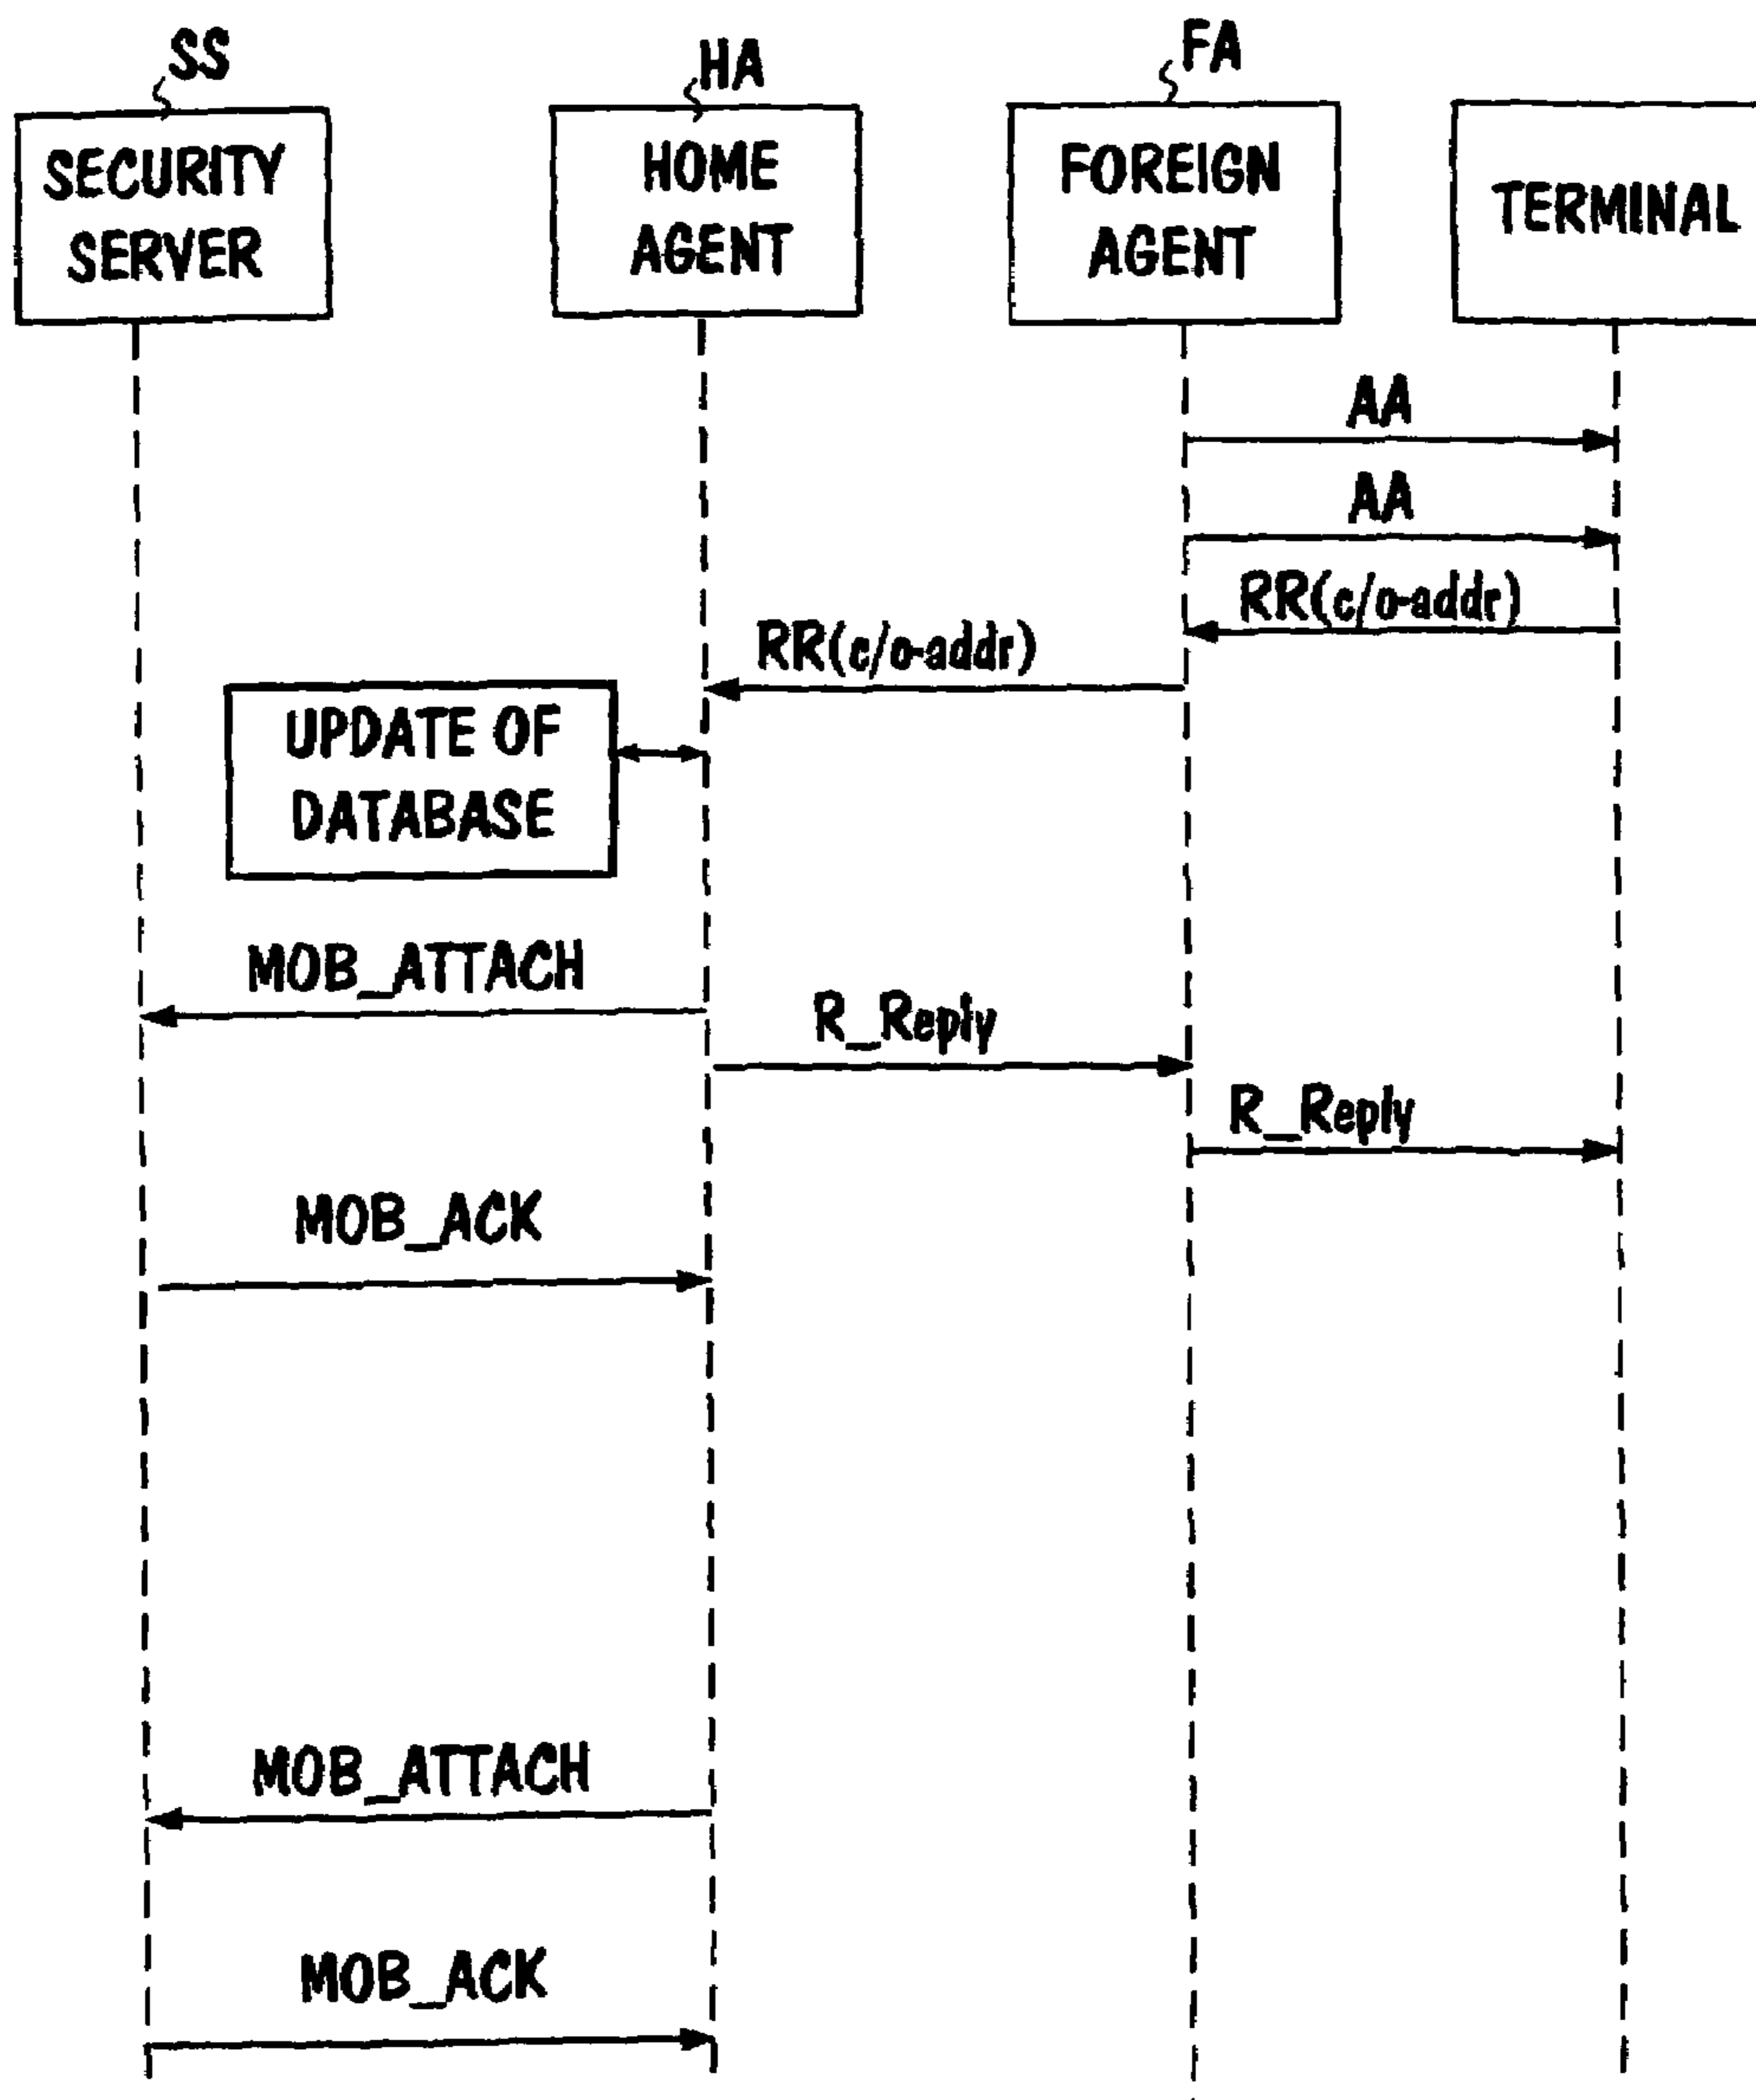 SS
HA
FA
SECURITY
SERVER
HOME
AGENT
FOREIGN
AGENT
TERMINAL
AA
AA
RR(c/o-addr)
RR(c/o-addr)
UPDATE OF
DATABASE
MOB_ATTACH
R_Reply
R_Reply
MOB_ACK
MOB_ATTACH
MOB_ACK